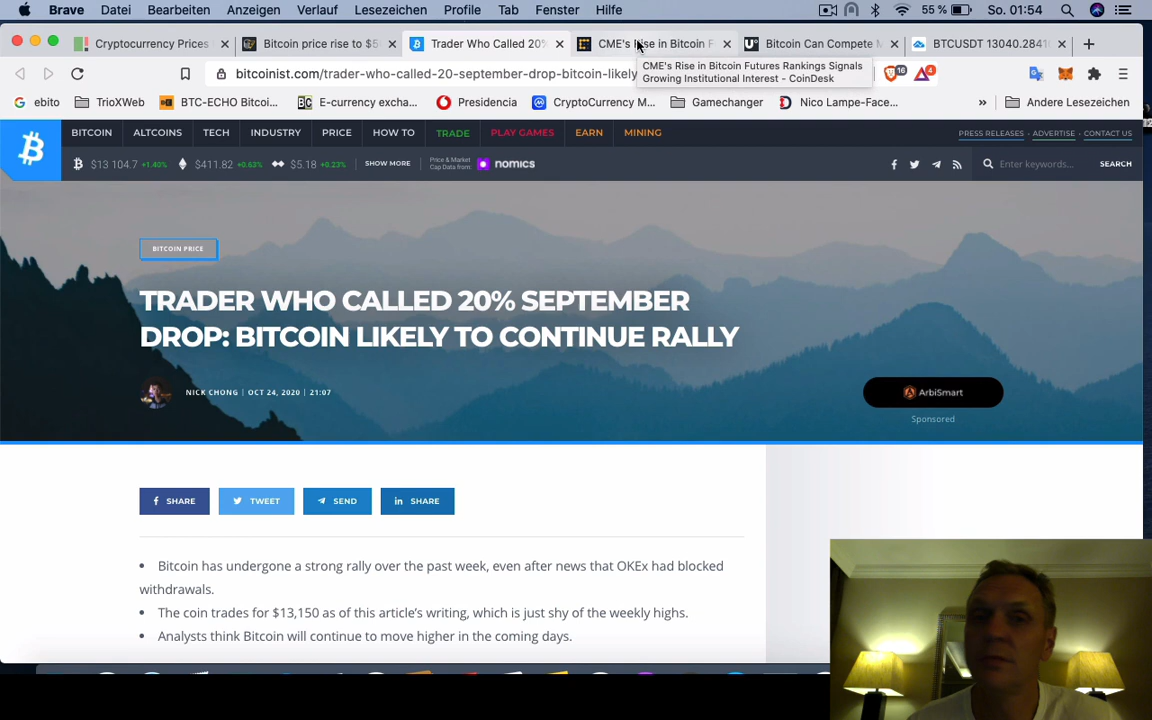 Brave Datei Bearbeiten Anzeigen Verlauf Lesezeichen Profile Tab Fenster Hilfe 55 % So. 01:54
Cryptocurrency Prices Bitcoin price rise to $5 Trader Who Called 20% CME's Rise in Bitcoin F Bitcoin Can Compete BTCUSDT 13040.284
bitcoinist.com/trader-who-called-20-september-drop-bitcoin-likely 16 4
CME's Rise in Bitcoin Futures Rankings Signals
Growing Institutional Interest - CoinDesk
ebito TrioXWeb BTC-ECHO Bitcoi... E-currency excha... Presidencia CryptoCurrency M... Gamechanger Nico Lampe-Face... » Andere Lesezeichen
BITCOIN ALTCOINS TECH INDUSTRY PRICE HOW TO TRADE PLAY GAMES EARN MINING PRESS RELEASES - ADVERTISE - CONTACT US
$13 104.7 +1.40% $411.82 +0.63% $5.18 +0.23% SHOW MORE Price & Market Cap Data from: nomics Enter keywords... SEARCH
BITCOIN PRICE
TRADER WHO CALLED 20% SEPTEMBER
DROP: BITCOIN LIKELY TO CONTINUE RALLY
NICK CHONG | OCT 24, 2020 | 21:07
ArbiSmart
Sponsored
SHARE TWEET SEND SHARE
• Bitcoin has undergone a strong rally over the past week, even after news that OKEx had blocked
withdrawals.
• The coin trades for $13,150 as of this article's writing, which is just shy of the weekly highs.
• Analysts think Bitcoin will continue to move higher in the coming days.